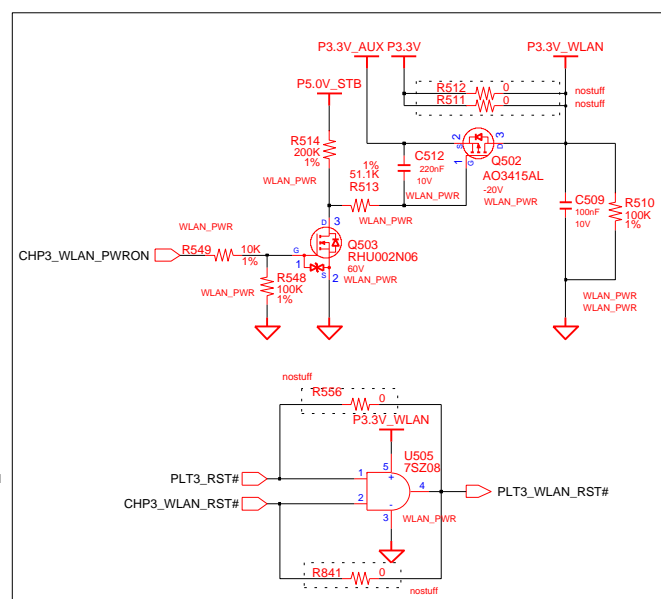 P3.3V_AUX P3.3V P3.3V_WLAN
R512 0 nostuff
R511 0 nostuff
P5.0V_STB
R514
200K
1%
WLAN_PWR
C512
220nF
10V
WLAN_PWR
2 3
S D
1 G
Q502
AO3415AL
-20V
WLAN_PWR
1%
51.1K
R513
WLAN_PWR
C509
100nF
10V
R510
100K
1%
WLAN_PWR
WLAN_PWR
WLAN_PWR
D 3
Q503
RHU002N06
60V
WLAN_PWR
G
1
S 2
CHP3_WLAN_PWRON
R549 10K
1%
R548
100K
1%
WLAN_PWR
nostuff
R556 0
P3.3V_WLAN
U505
7SZ08
5
+
PLT3_RST# 1
CHP3_WLAN_RST# 2
4 PLT3_WLAN_RST#
-
3
WLAN_PWR
R841 0
nostuff